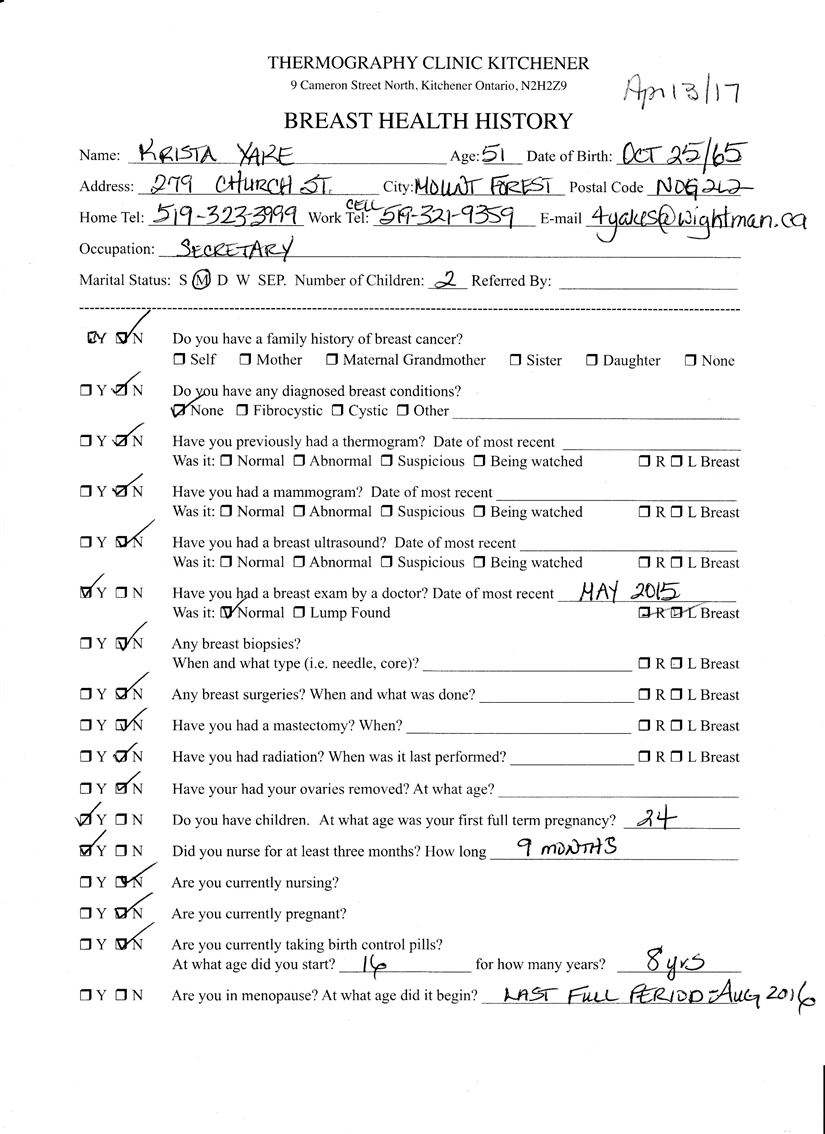 THERMOGRAPHY CLINIC KITCHENER
9 Cameron Street North, Kitchener Ontario, N2H2Z9
Apr 13/17
BREAST HEALTH HISTORY
Name: KRISTA YAKE Age: 51 Date of Birth: OCT 25/65
Address: 279 CHURCH ST. City: MOUNT FOREST Postal Code N0G 2L2
Home Tel: 519-323-3999 Work Tel: CELL 519-321-9359 E-mail 4yakes@wightman.ca
Occupation: SECRETARY
Marital Status: S M D W SEP. Number of Children: 2 Referred By:
☑ Y ☑ N Do you have a family history of breast cancer?
☐ Self ☐ Mother ☐ Maternal Grandmother ☐ Sister ☐ Daughter ☐ None
☐ Y ☑ N Do you have any diagnosed breast conditions?
☑ None ☐ Fibrocystic ☐ Cystic ☐ Other
☐ Y ☑ N Have you previously had a thermogram? Date of most recent
Was it: ☐ Normal ☐ Abnormal ☐ Suspicious ☐ Being watched ☐ R ☐ L Breast
☐ Y ☑ N Have you had a mammogram? Date of most recent
Was it: ☐ Normal ☐ Abnormal ☐ Suspicious ☐ Being watched ☐ R ☐ L Breast
☐ Y ☑ N Have you had a breast ultrasound? Date of most recent
Was it: ☐ Normal ☐ Abnormal ☐ Suspicious ☐ Being watched ☐ R ☐ L Breast
☑ Y ☐ N Have you had a breast exam by a doctor? Date of most recent MAY 2015
Was it: ☑ Normal ☐ Lump Found ☐ R ☐ L Breast
☐ Y ☑ N Any breast biopsies?
When and what type (i.e. needle, core)? ☐ R ☐ L Breast
☐ Y ☑ N Any breast surgeries? When and what was done? ☐ R ☐ L Breast
☐ Y ☑ N Have you had a mastectomy? When? ☐ R ☐ L Breast
☐ Y ☑ N Have you had radiation? When was it last performed? ☐ R ☐ L Breast
☐ Y ☑ N Have your had your ovaries removed? At what age?
☑ Y ☐ N Do you have children. At what age was your first full term pregnancy? 24
☑ Y ☐ N Did you nurse for at least three months? How long 9 MONTHS
☐ Y ☑ N Are you currently nursing?
☐ Y ☑ N Are you currently pregnant?
☐ Y ☑ N Are you currently taking birth control pills?
At what age did you start? 16 for how many years? 8 yrs
☐ Y ☐ N Are you in menopause? At what age did it begin? LAST FULL PERIOD = AUG 2016